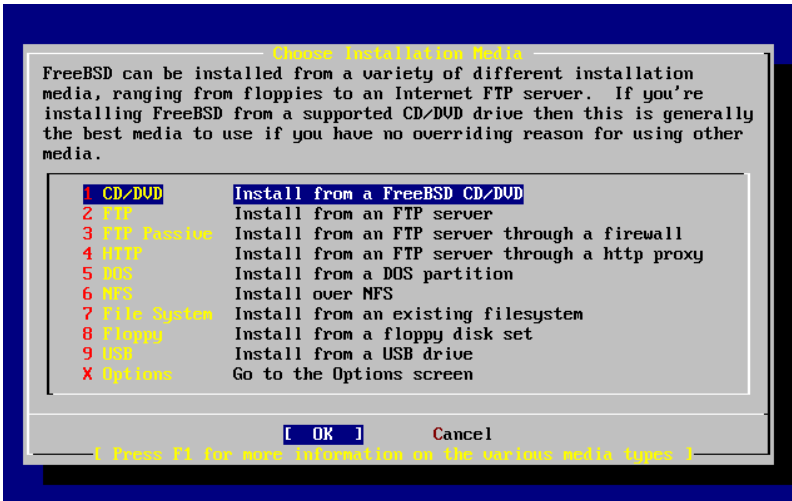 Choose Installation Media
FreeBSD can be installed from a variety of different installation
media, ranging from floppies to an Internet FTP server.  If you're
installing FreeBSD from a supported CD/DVD drive then this is generally
the best media to use if you have no overriding reason for using other
media.
1 CD/DVD Install from a FreeBSD CD/DVD
2 FTP Install from an FTP server
3 FTP Passive Install from an FTP server through a firewall
4 HTTP Install from an FTP server through a http proxy
5 DOS Install from a DOS partition
6 NFS Install over NFS
7 File System Install from an existing filesystem
8 Floppy Install from a floppy disk set
9 USB Install from a USB drive
X Options Go to the Options screen
[ OK ] Cancel
[ Press F1 for more information on the various media types ]